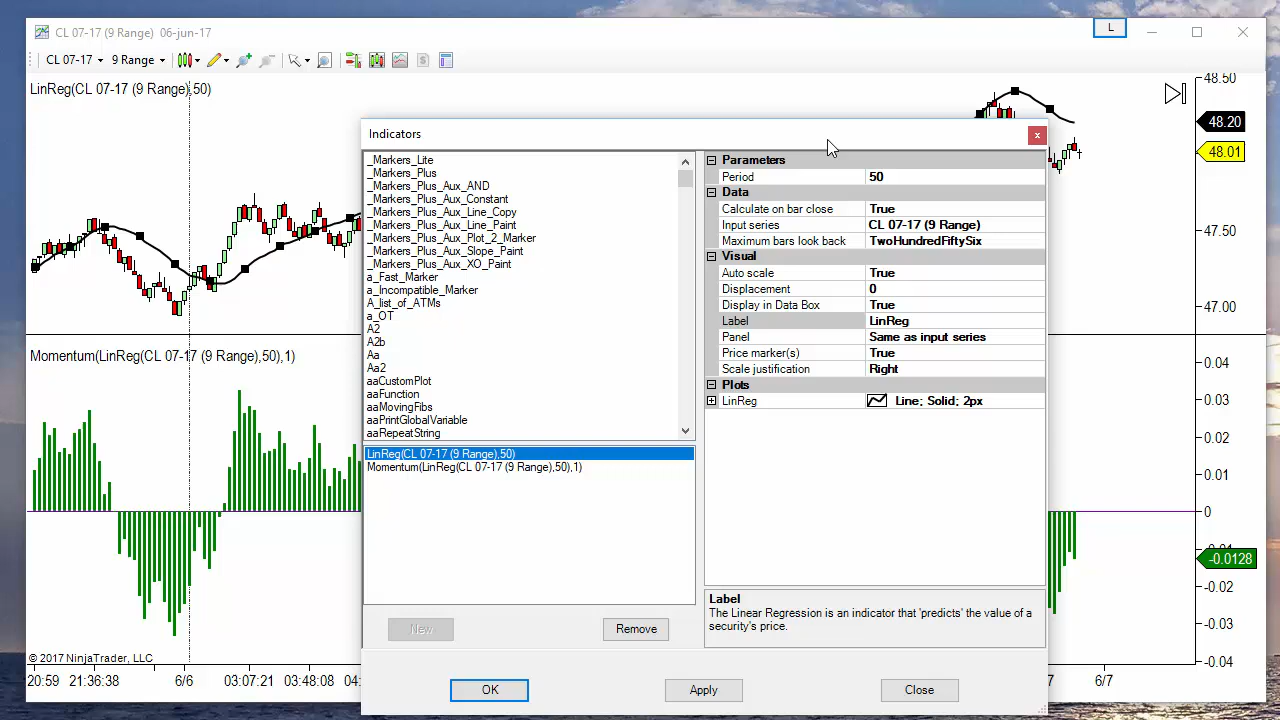 CL 07-17 (9 Range) 06-jun-17
L
CL 07-17 9 Range
LinReg(CL 07-17 (9 Range),50)
48.50
48.20
48.01
47.50
47.00
Indicators
_Markers_Lite
_Markers_Plus
_Markers_Plus_Aux_AND
_Markers_Plus_Aux_Constant
_Markers_Plus_Aux_Line_Copy
_Markers_Plus_Aux_Line_Paint
_Markers_Plus_Aux_Plot_2_Marker
_Markers_Plus_Aux_Slope_Paint
_Markers_Plus_Aux_XO_Paint
a_Fast_Marker
a_Incompatible_Marker
A_list_of_ATMs
a_OT
A2
A2b
Aa
Aa2
aaCustomPlot
aaFunction
aaMovingFibs
aaPrintGlobalVariable
aaRepeatString
LinReg(CL 07-17 (9 Range),50)
Momentum(LinReg(CL 07-17 (9 Range),50),1)
New
Remove
Parameters
Period 50
Data
Calculate on bar close True
Input series CL 07-17 (9 Range)
Maximum bars look back TwoHundredFiftySix
Visual
Auto scale True
Displacement 0
Display in Data Box True
Label LinReg
Panel Same as input series
Price marker(s) True
Scale justification Right
Plots
LinReg Line; Solid; 2px
Label
The Linear Regression is an indicator that 'predicts' the value of a
security's price.
OK
Apply
Close
Momentum(LinReg(CL 07-17 (9 Range),50),1)
0.04
0.03
0.02
0.01
0
-0.0128
-0.02
-0.03
-0.04
© 2017 NinjaTrader, LLC
20:59 21:36:38 6/6 03:07:21 03:48:08 6/7